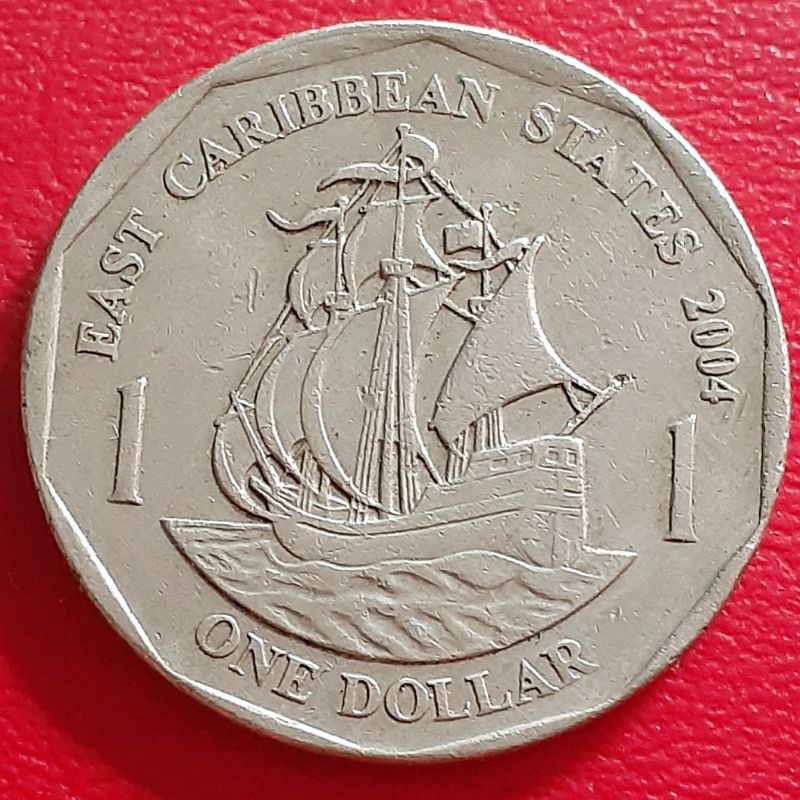 EAST CARIBBEAN STATES 2004
1 1
ONE DOLLAR